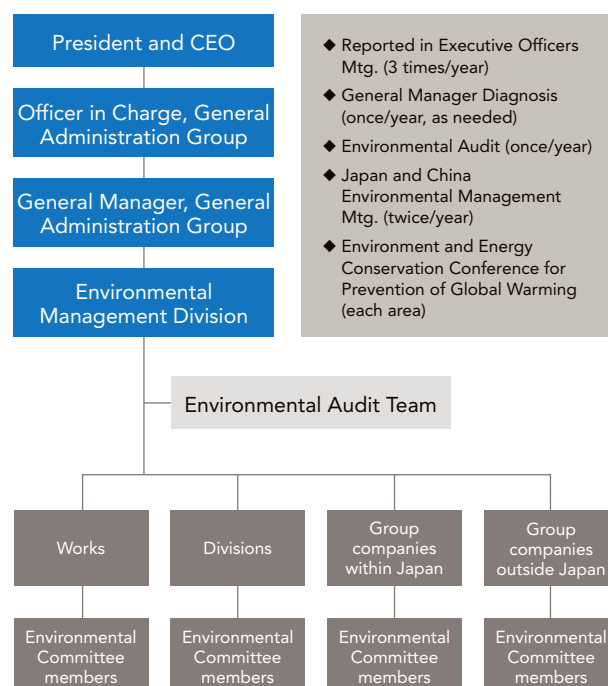 President and CEO
Officer in Charge, General
Administration Group
General Manager, General
Administration Group
Environmental
Management Division
◆ Reported in Executive Officers
Mtg. (3 times/year)
◆ General Manager Diagnosis
(once/year, as needed)
◆ Environmental Audit (once/year)
◆ Japan and China
Environmental Management
Mtg. (twice/year)
◆ Environment and Energy
Conservation Conference for
Prevention of Global Warming
(each area)
Environmental Audit Team
Works
Divisions
Group
companies
within Japan
Group
companies
outside Japan
Environmental
Committee
members
Environmental
Committee
members
Environmental
Committee
members
Environmental
Committee
members